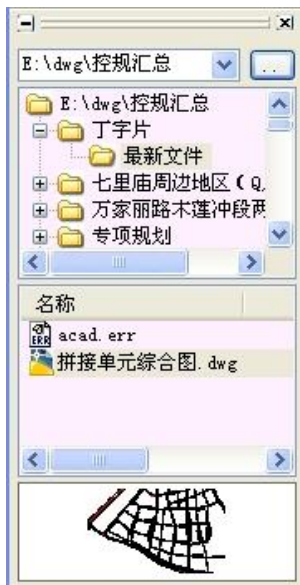 E:\dwg\控规汇总
E:\dwg\控规汇总
丁字片
最新文件
七里庙周边地区(Q
万家丽路木莲冲段两
专项规划
名称
acad.err
拼接单元综合图.dwg